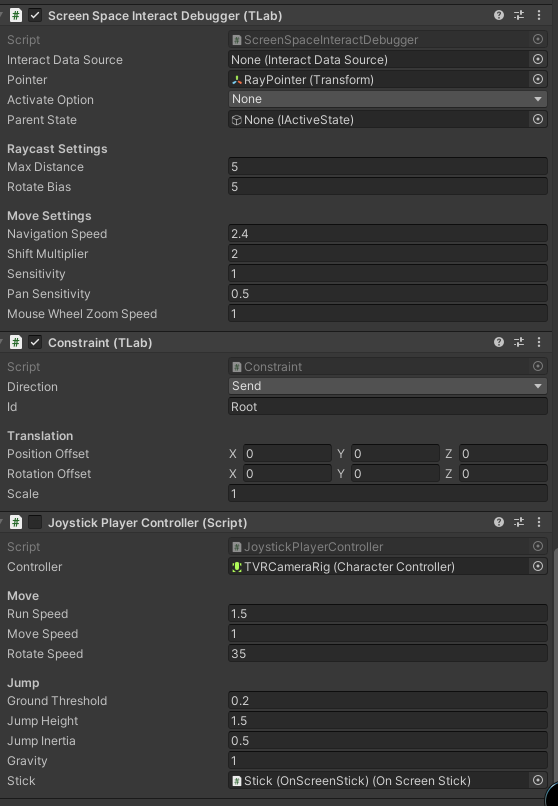 Screen Space Interact Debugger (TLab)
Script ScreenSpaceInteractDebugger
Interact Data Source None (Interact Data Source)
Pointer RayPointer (Transform)
Activate Option None
Parent State None (IActiveState)
Raycast Settings
Max Distance 5
Rotate Bias 5
Move Settings
Navigation Speed 2.4
Shift Multiplier 2
Sensitivity 1
Pan Sensitivity 0.5
Mouse Wheel Zoom Speed 1
Constraint (TLab)
Script Constraint
Direction Send
Id Root
Translation
Position Offset X 0 Y 0 Z 0
Rotation Offset X 0 Y 0 Z 0
Scale 1
Joystick Player Controller (Script)
Script JoystickPlayerController
Controller TVRCameraRig (Character Controller)
Move
Run Speed 1.5
Move Speed 1
Rotate Speed 35
Jump
Ground Threshold 0.2
Jump Height 1.5
Jump Inertia 0.5
Gravity 1
Stick Stick (OnScreenStick) (On Screen Stick)